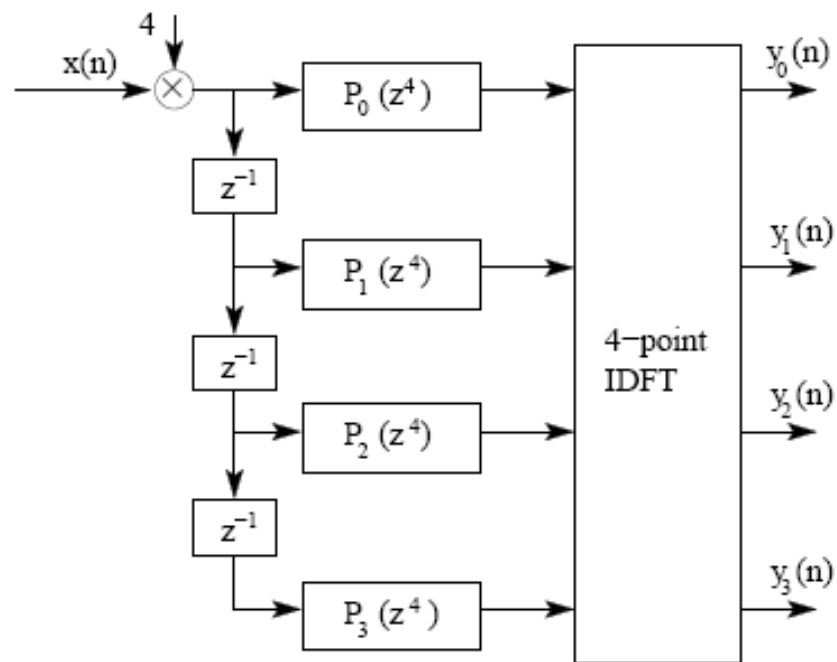 4
x(n)
×
P₀(z⁴)
y₀(n)
z⁻¹
P₁(z⁴)
y₁(n)
z⁻¹
4−point
IDFT
P₂(z⁴)
y₂(n)
z⁻¹
P₃(z⁴)
y₃(n)